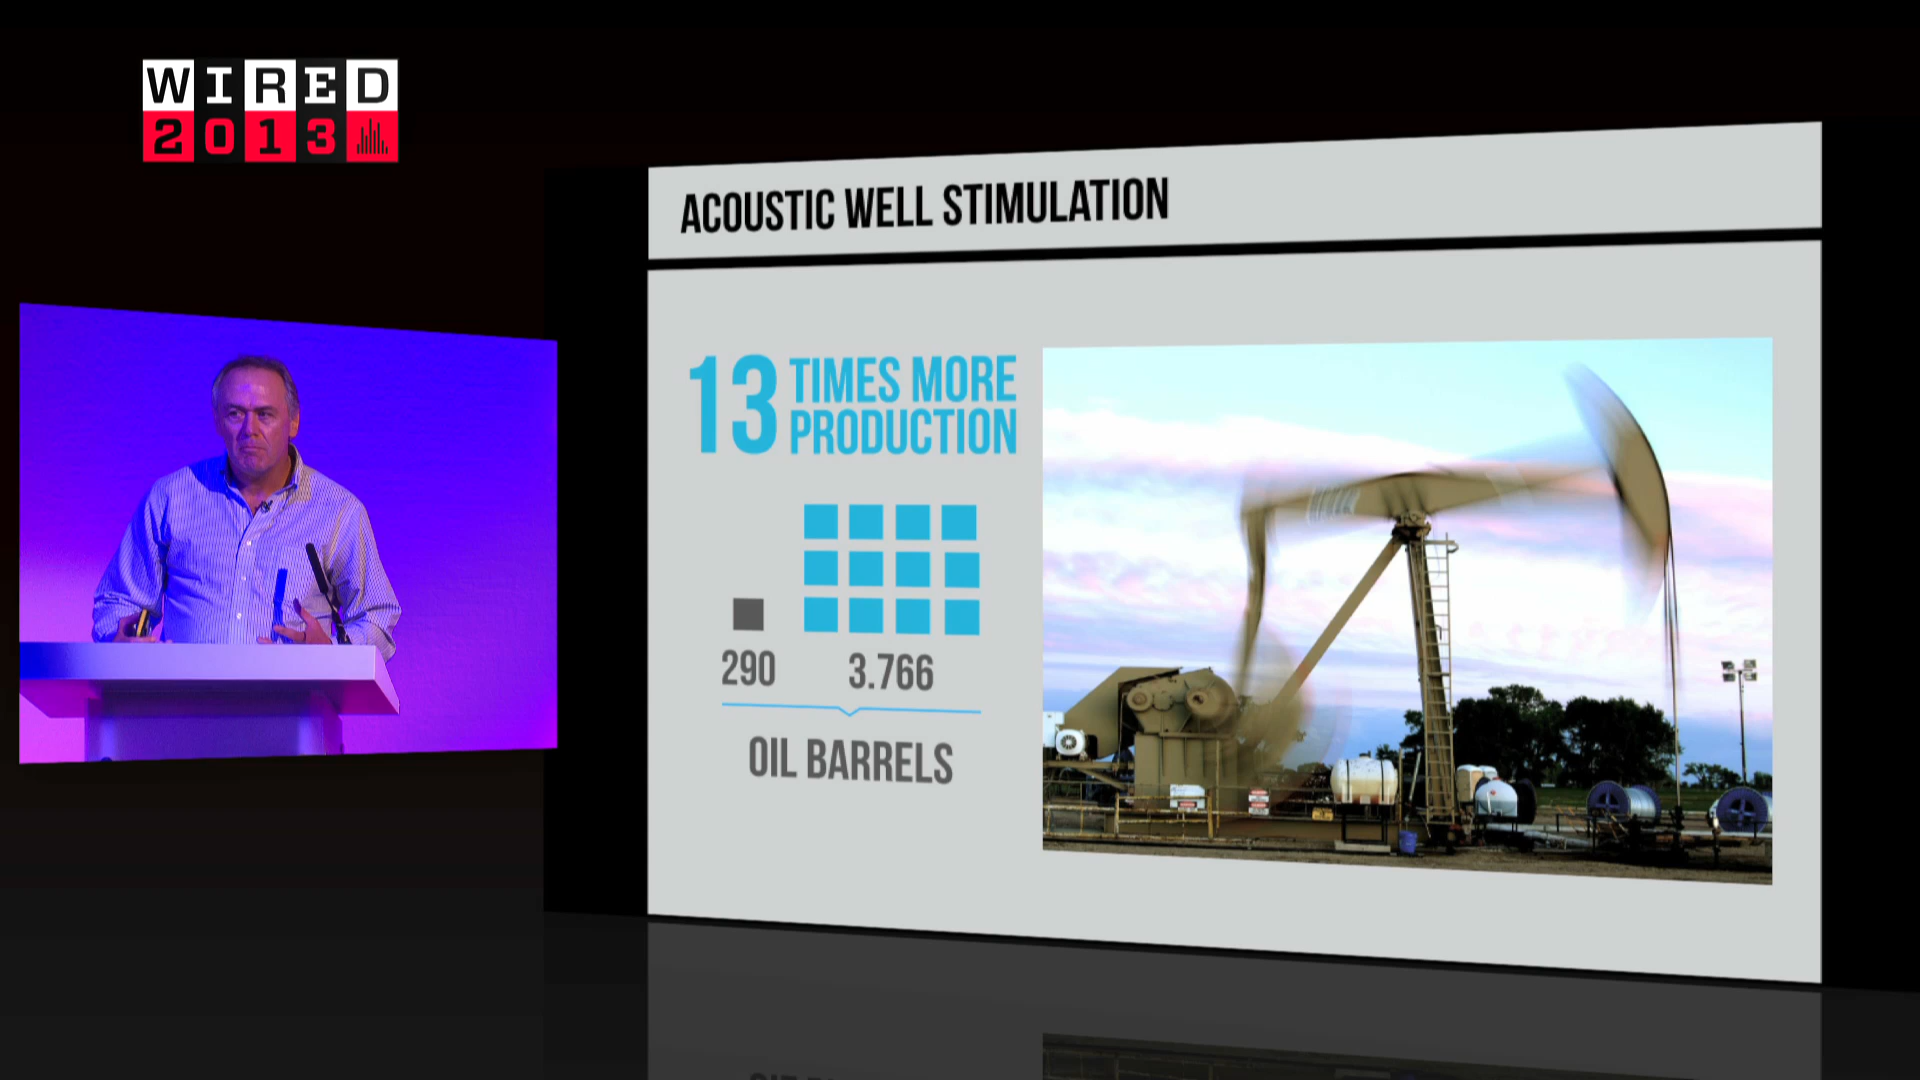 WIRED
2013
ACOUSTIC WELL STIMULATION
13 TIMES MORE
PRODUCTION
290
3.766
OIL BARRELS